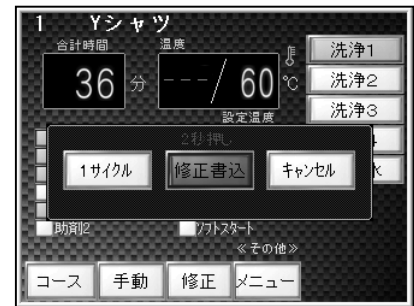 1 Yシャツ
合計時間 温度
36 分 ---/ 60 ℃
設定温度
洗浄1
洗浄2
洗浄3
2秒押し
1サイクル 修正書込 キャンセル
助剤2 ソフトスタート
≪その他≫
コース 手動 修正 メニュー